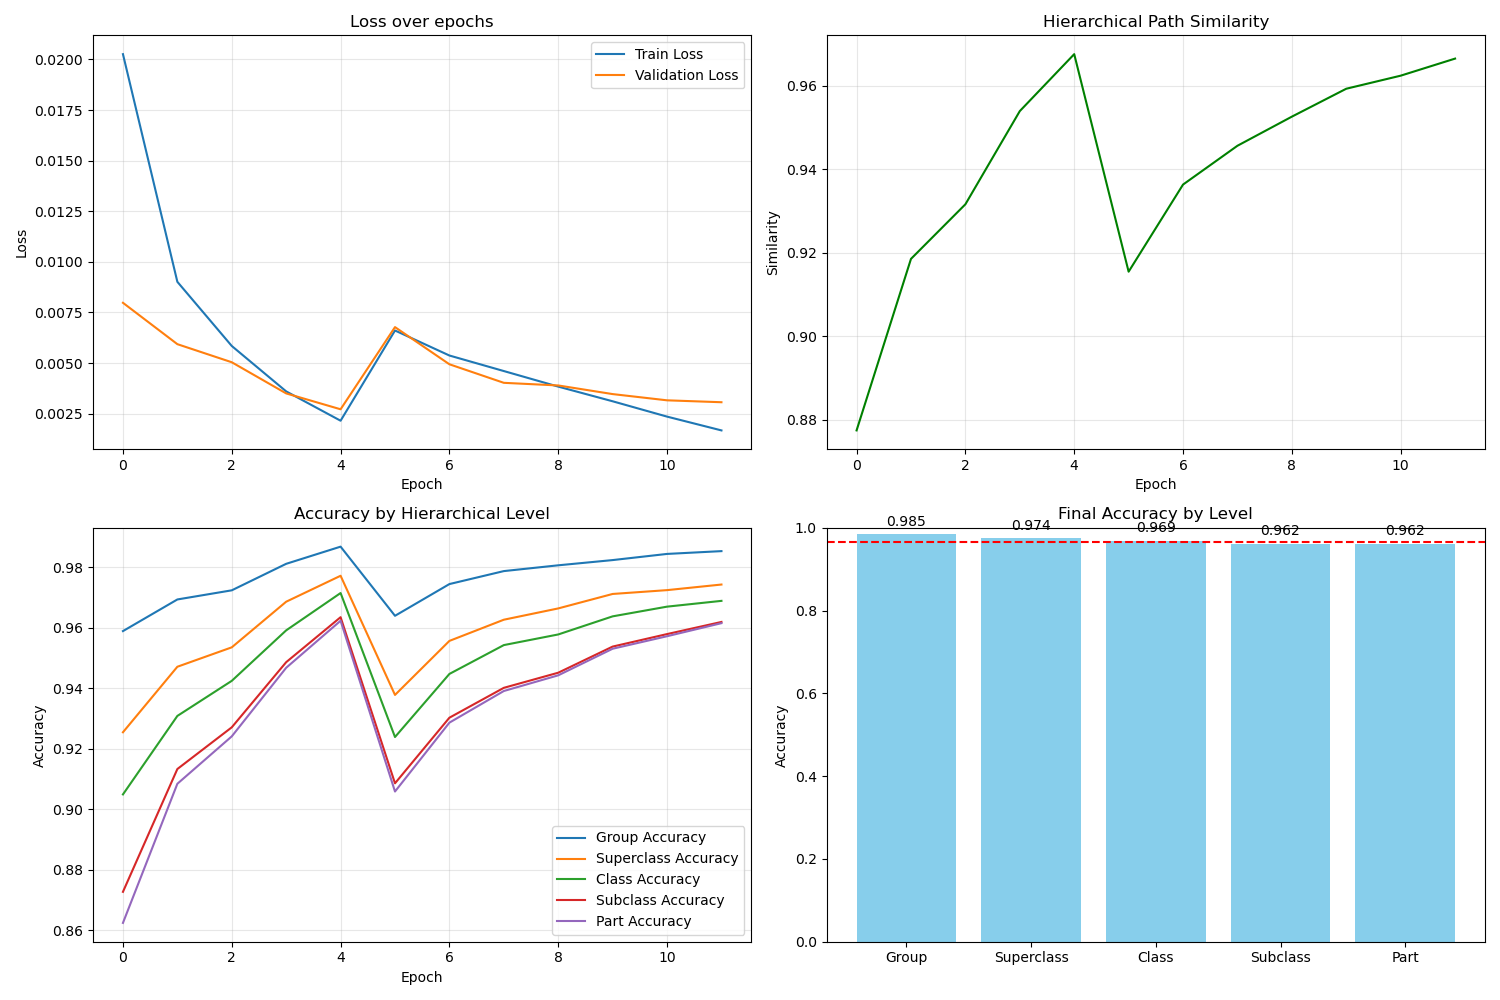 Loss over epochs
0.0200
0.0175
0.0150
0.0125
0.0100
0.0075
0.0050
0.0025
Loss
Train Loss
Validation Loss
0 2 4 6 8 10
Epoch
Hierarchical Path Similarity
0.96
0.94
0.92
0.90
0.88
Similarity
0 2 4 6 8 10
Epoch
Accuracy by Hierarchical Level
0.98
0.96
0.94
0.92
0.90
0.88
0.86
Accuracy
Group Accuracy
Superclass Accuracy
Class Accuracy
Subclass Accuracy
Part Accuracy
0 2 4 6 8 10
Epoch
Final Accuracy by Level
0.985 0.974 0.969 0.962 0.962
1.0
0.8
0.6
0.4
0.2
0.0
Accuracy
Group Superclass Class Subclass Part